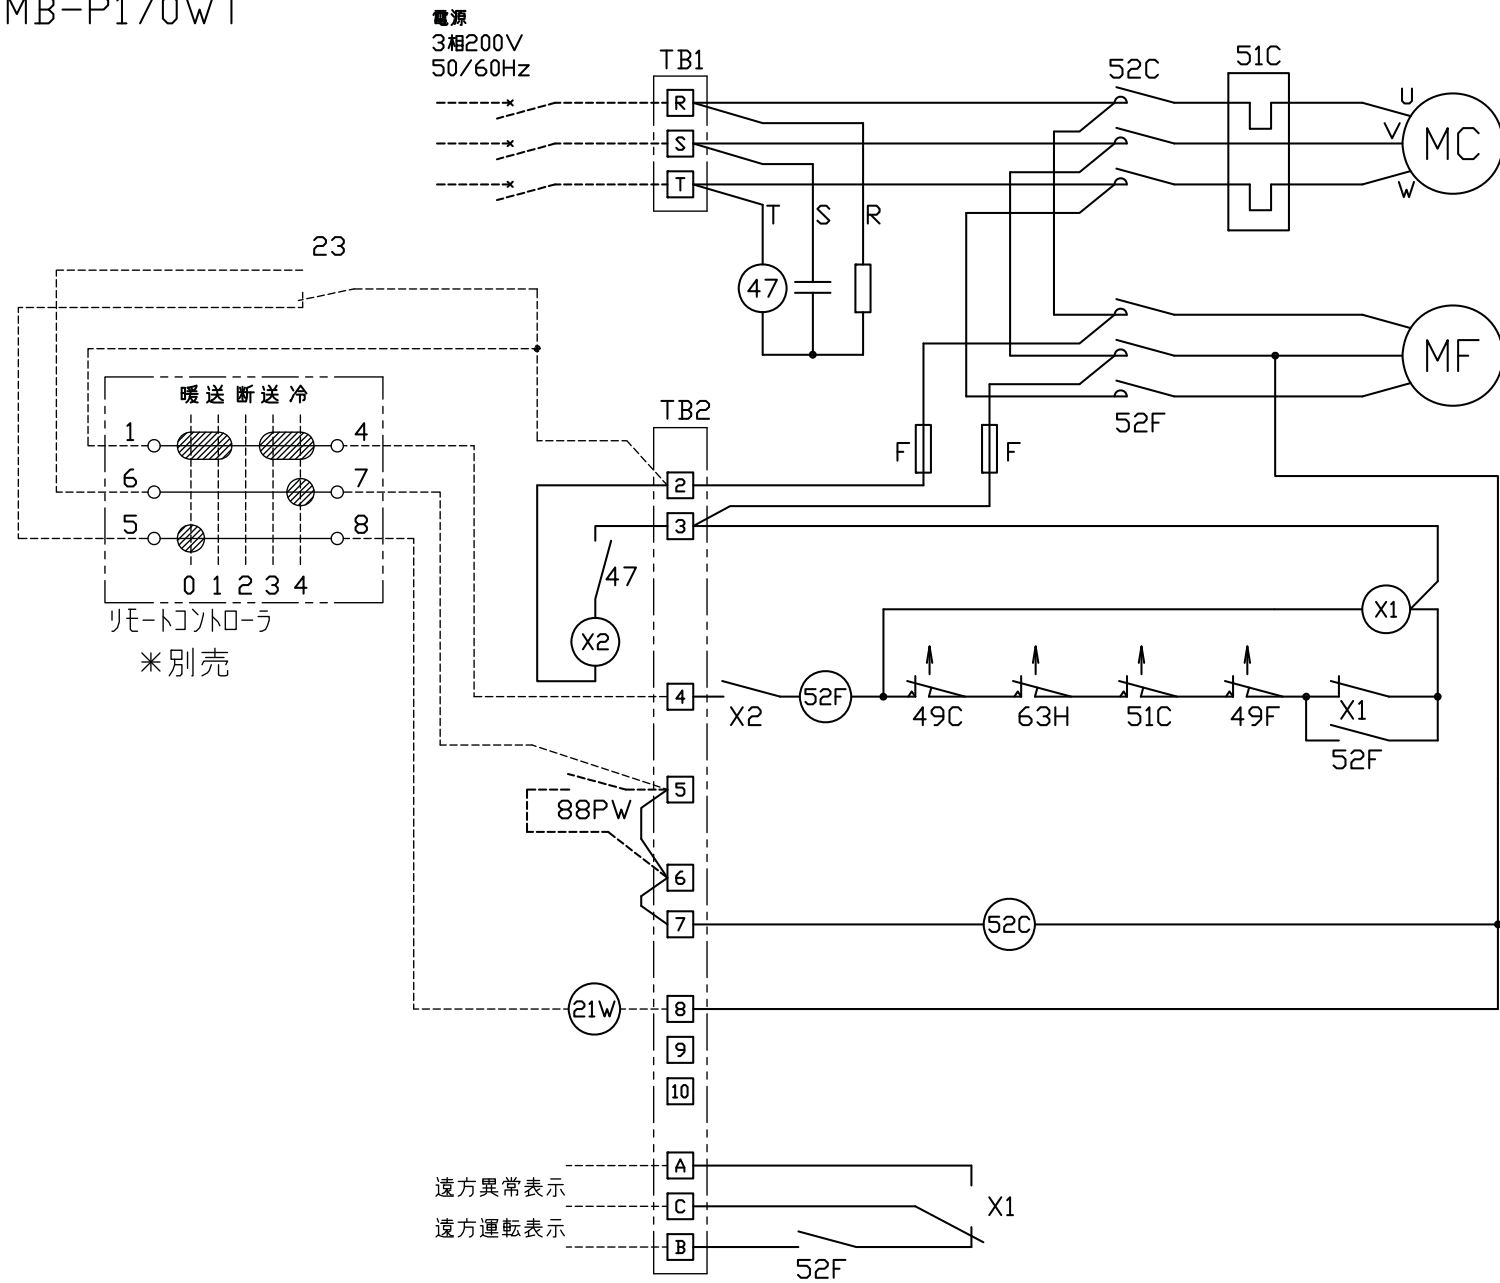 MB-P170WT
電源
3相200V
50/60Hz
TB1
R
S
T
52C
51C
U
V
W
MC
T
S
R
47
23
MF
52F
TB2
F
F
暖 送 断 送 冷
1
4
6
7
5
8
0 1 2 3 4
リモートコントローラ
※別売
2
3
47
X2
X1
4
X2
52F
49C
63H
51C
49F
X1
52F
5
88PW
6
7
52C
21W
8
9
10
A
遠方異常表示
C
X1
遠方運転表示
B
52F